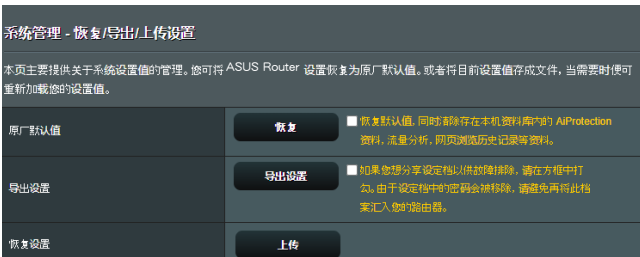 系统管理 - 恢复/导出/上传设置
本页主要提供关于系统设置值的管理。您可将 ASUS Router 设置恢复为原厂默认值。或者将目前设置值存成文件，当需要时便可
重新加载您的设置值。
原厂默认值
恢复
恢复默认值, 同时清除存在本机资料库内的 AiProtection
资料, 流量分析, 网页浏览历史记录等资料。
导出设置
导出设置
如果您想分享设定档以供故障排除, 请在方框中打
勾。由于设定档中的密码会被移除, 请避免再将此档
案汇入您的路由器。
恢复设置
上传